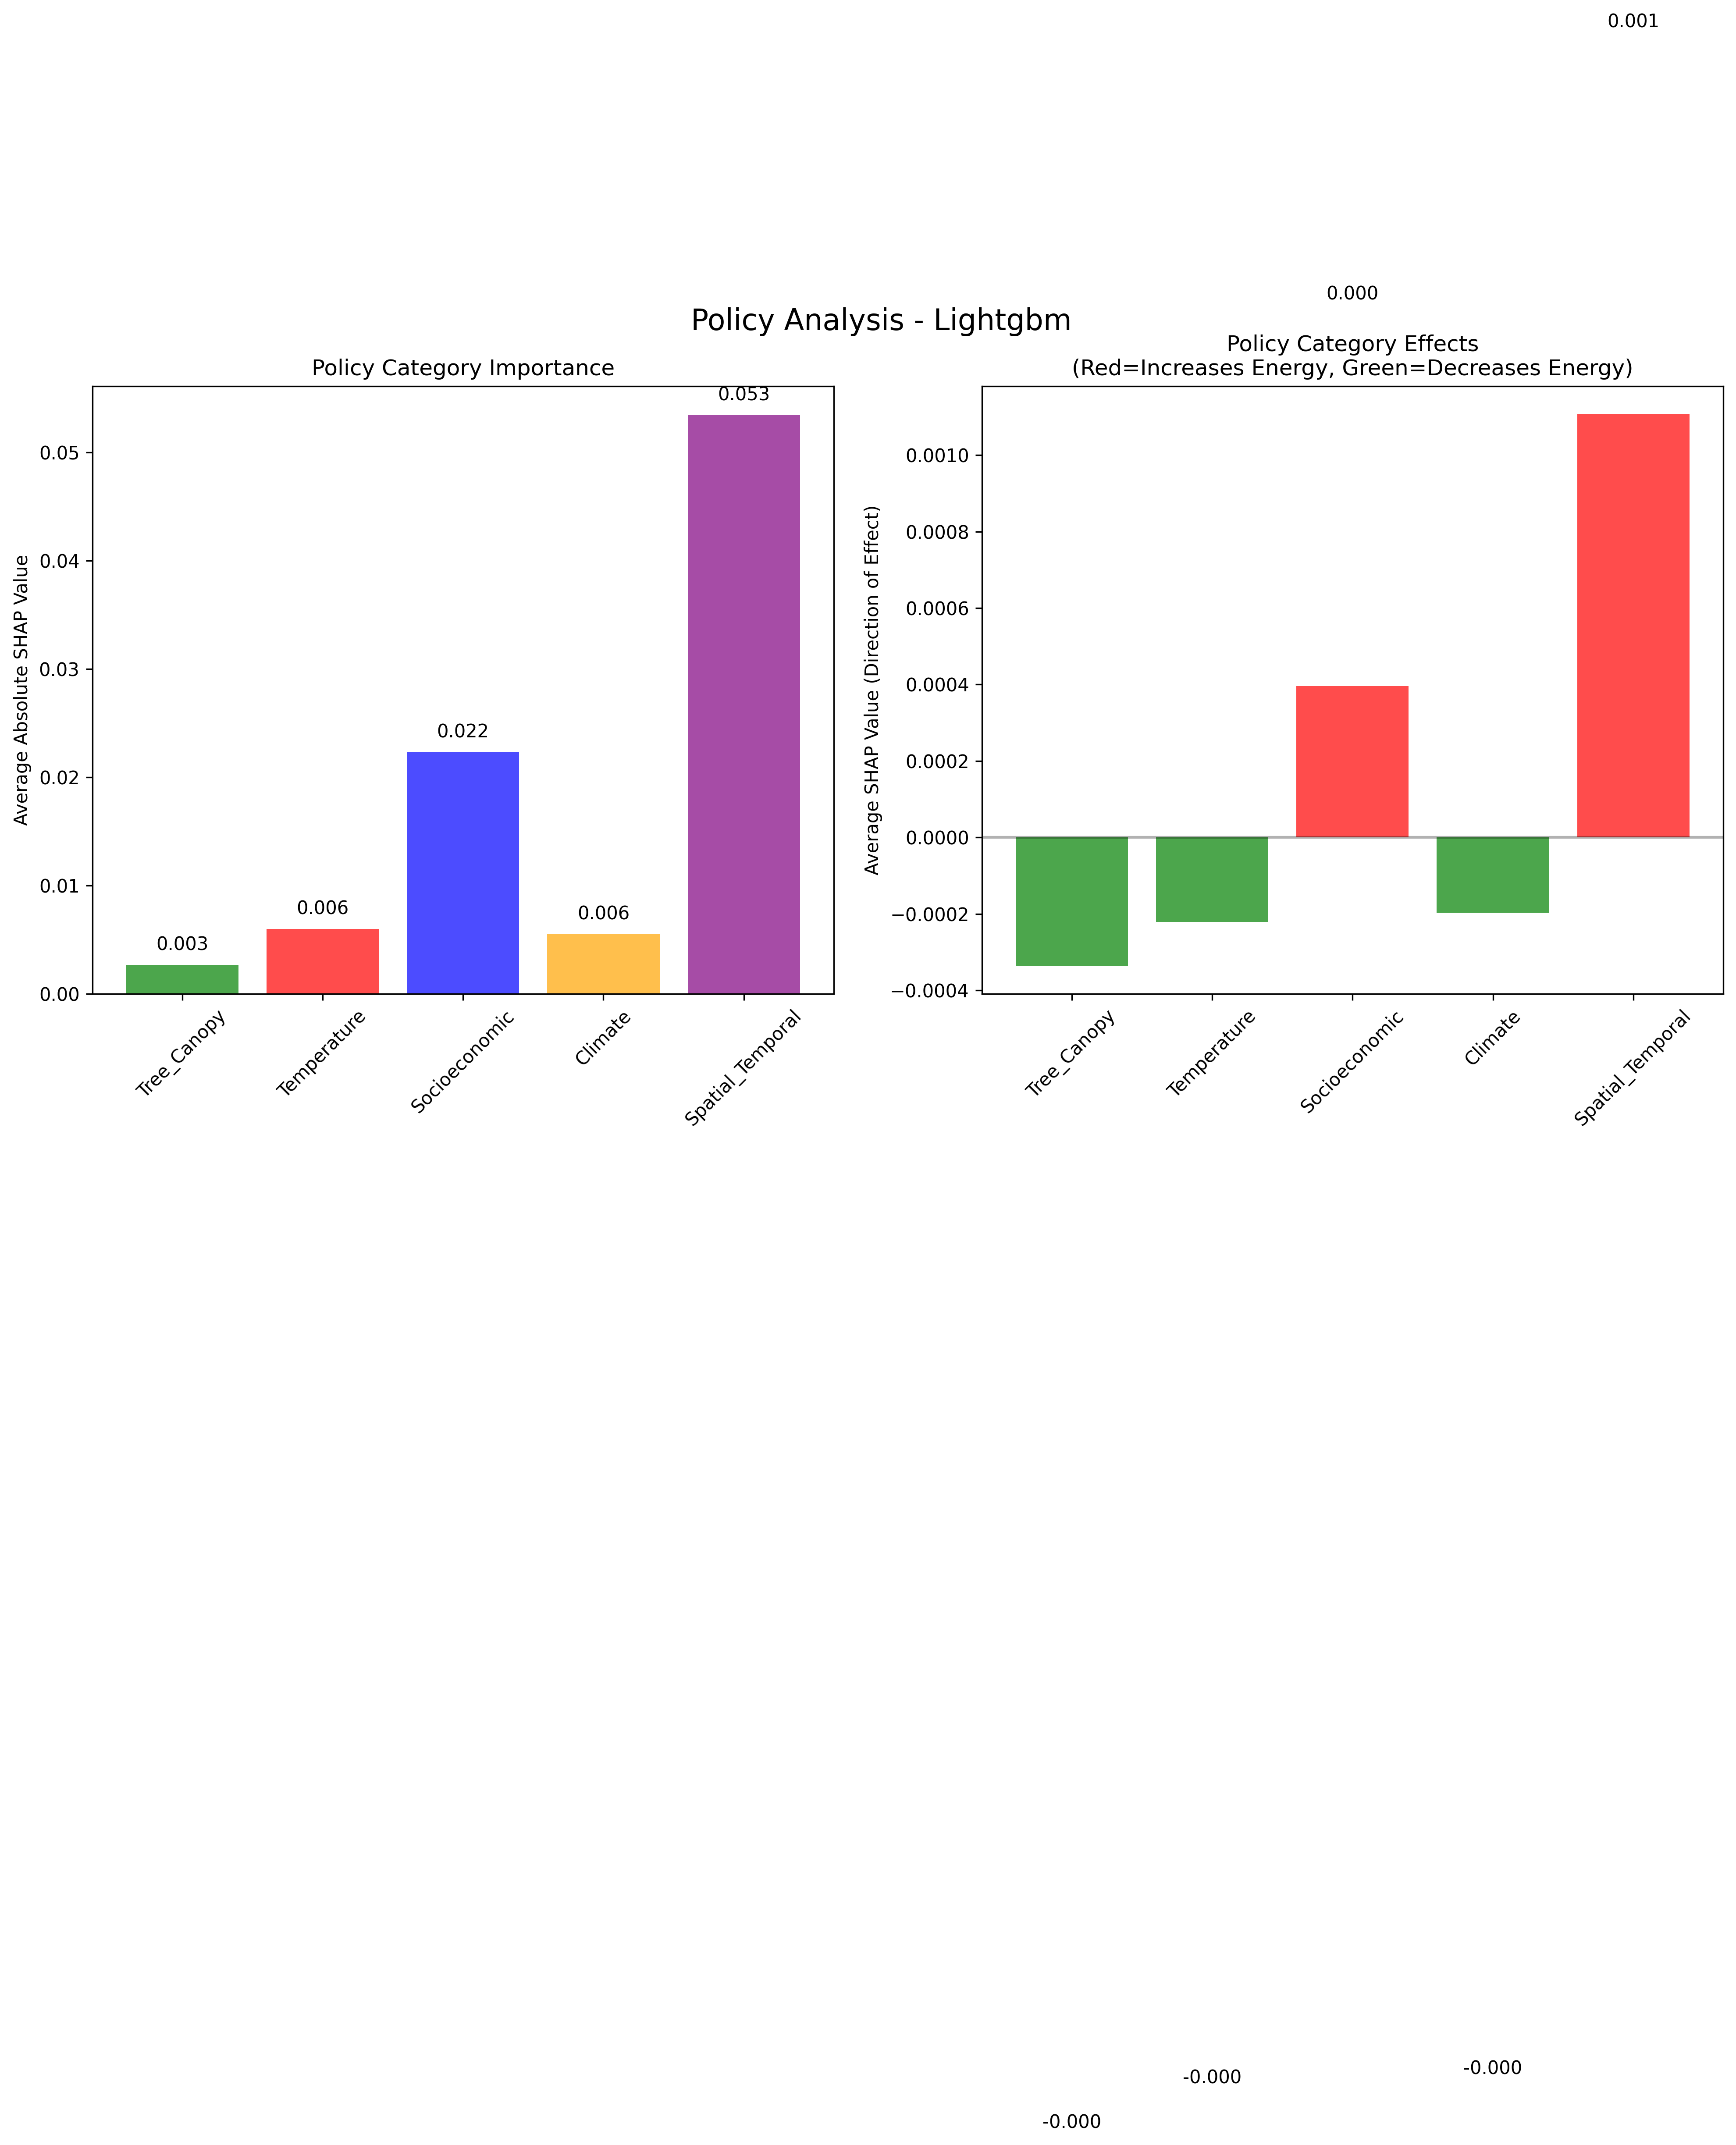 0.001
0.000
Policy Analysis - Lightgbm
Policy Category Importance
Average Absolute SHAP Value
0.05
0.04
0.03
0.02
0.01
0.00
0.003
0.006
0.022
0.006
0.053
Tree_Canopy
Temperature
Socioeconomic
Climate
Spatial_Temporal
Policy Category Effects
(Red=Increases Energy, Green=Decreases Energy)
Average SHAP Value (Direction of Effect)
0.0010
0.0008
0.0006
0.0004
0.0002
0.0000
−0.0002
−0.0004
Tree_Canopy
Temperature
Socioeconomic
Climate
Spatial_Temporal
-0.000
-0.000
-0.000